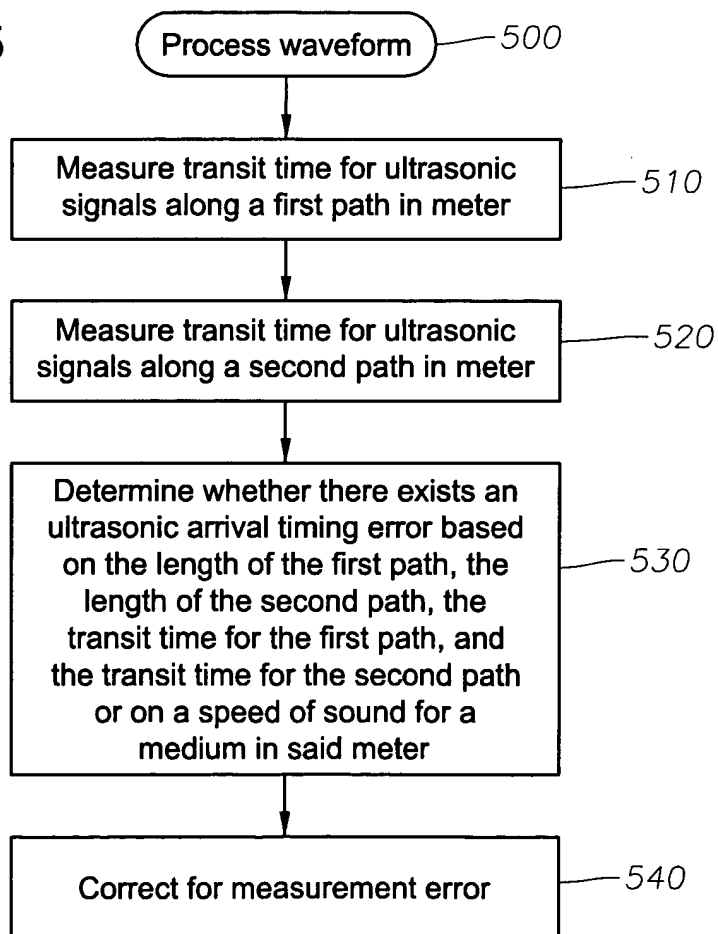 5
Process waveform
500
Measure transit time for ultrasonic
signals along a first path in meter
510
Measure transit time for ultrasonic
signals along a second path in meter
520
Determine whether there exists an
ultrasonic arrival timing error based
on the length of the first path, the
length of the second path, the
transit time for the first path, and
the transit time for the second path
or on a speed of sound for a
medium in said meter
530
Correct for measurement error
540